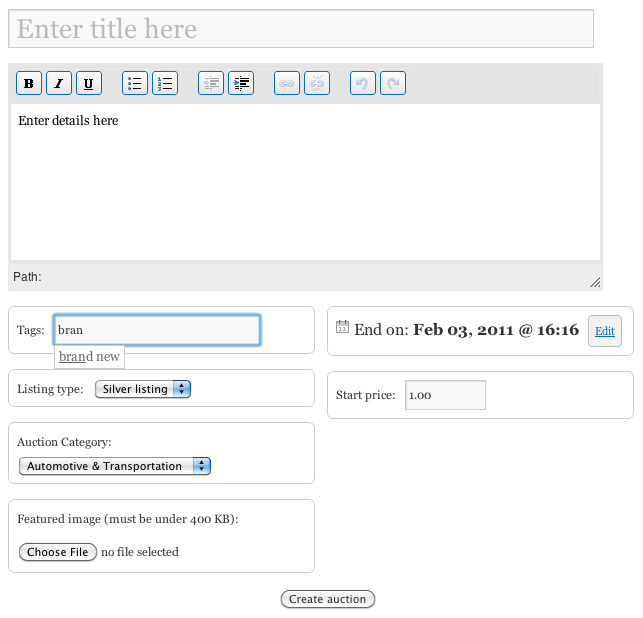 Enter title here
B I U
Enter details here
Path:
Tags: bran
brand new
End on: Feb 03, 2011 @ 16:16 Edit
Listing type: Silver listing
Start price: 1.00
Auction Category:
Automotive & Transportation
Featured image (must be under 400 KB):
Choose File no file selected
Create auction